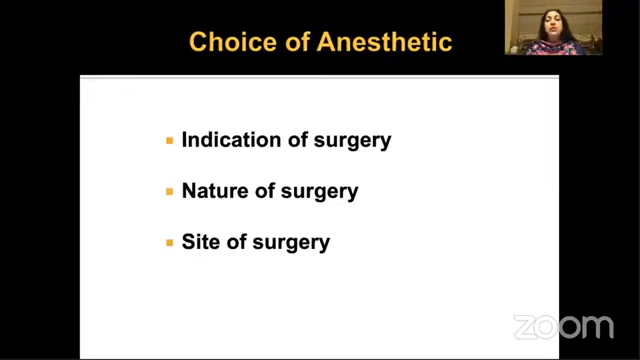 Choice of Anesthetic
Indication of surgery
Nature of surgery
Site of surgery
zoom